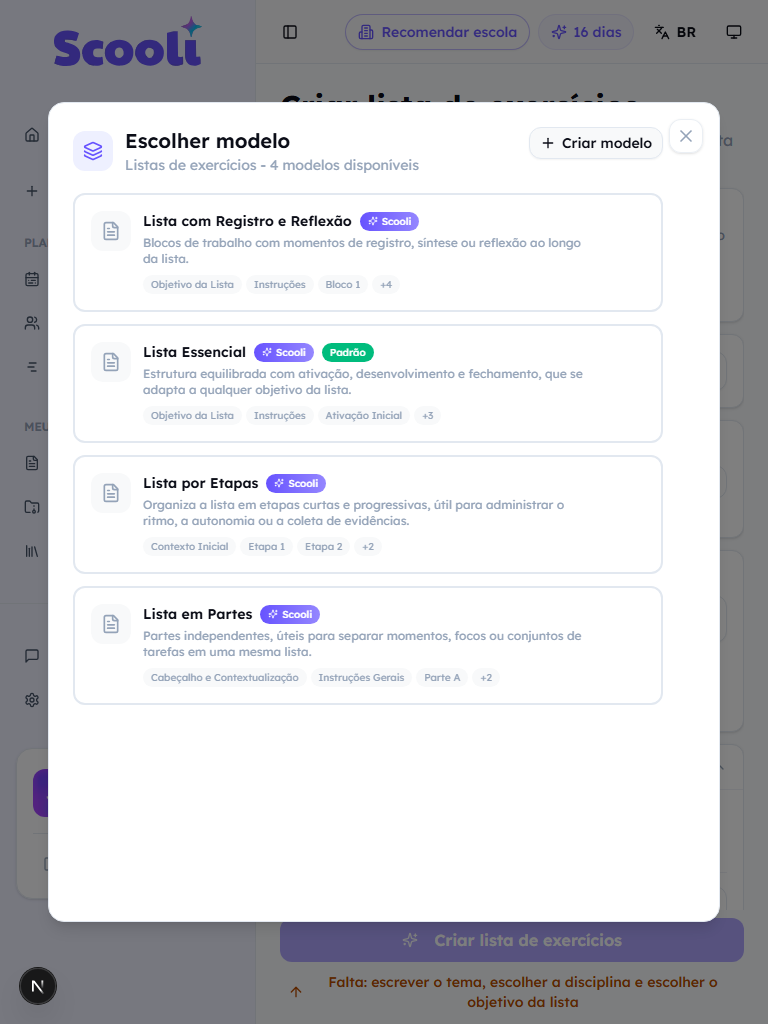 Scooli
Recomendar escola
16 dias
BR
Criar lista de exercícios
Escolher modelo
Listas de exercícios - 4 modelos disponíveis
Criar modelo
Lista com Registro e Reflexão
Scooli
Blocos de trabalho com momentos de registro, síntese ou reflexão ao longo
da lista.
Objetivo da Lista
Instruções
Bloco 1
+4
Lista Essencial
Scooli
Padrão
Estrutura equilibrada com ativação, desenvolvimento e fechamento, que se
adapta a qualquer objetivo da lista.
Objetivo da Lista
Instruções
Ativação Inicial
+3
Lista por Etapas
Scooli
Organiza a lista em etapas curtas e progressivas, útil para administrar o
ritmo, a autonomia ou a coleta de evidências.
Contexto Inicial
Etapa 1
Etapa 2
+2
Lista em Partes
Scooli
Partes independentes, úteis para separar momentos, focos ou conjuntos de
tarefas em uma mesma lista.
Cabeçalho e Contextualização
Instruções Gerais
Parte A
+2
Criar lista de exercícios
Falta: escrever o tema, escolher a disciplina e escolher o
objetivo da lista